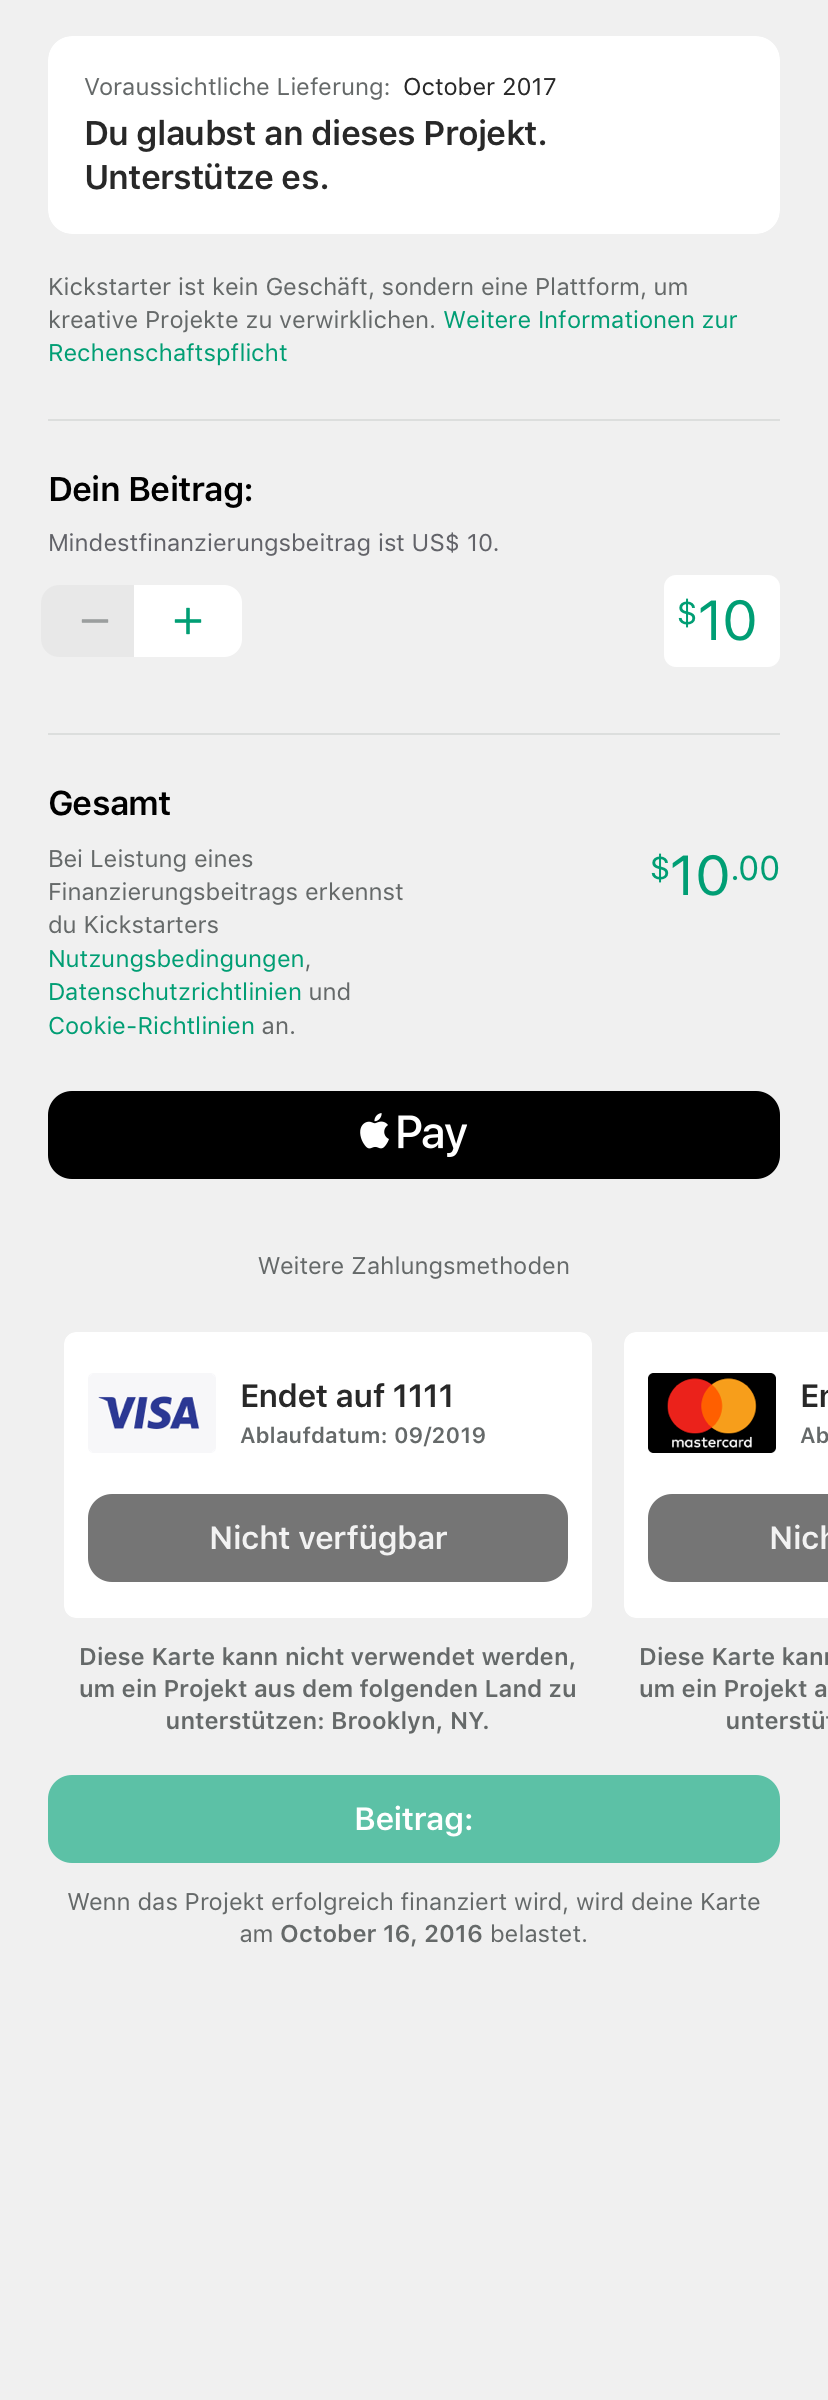 Voraussichtliche Lieferung: October 2017
Du glaubst an dieses Projekt.
Unterstütze es.
Kickstarter ist kein Geschäft, sondern eine Plattform, um
kreative Projekte zu verwirklichen. Weitere Informationen zur
Rechenschaftspflicht
Dein Beitrag:
Mindestfinanzierungsbeitrag ist US$ 10.
− +
$10
Gesamt
Bei Leistung eines
Finanzierungsbeitrags erkennst
du Kickstarters
Nutzungsbedingungen,
Datenschutzrichtlinien und
Cookie-Richtlinien an.
$10.00
Pay
Weitere Zahlungsmethoden
VISA
Endet auf 1111
Ablaufdatum: 09/2019
Nicht verfügbar
Diese Karte kann nicht verwendet werden,
um ein Projekt aus dem folgenden Land zu
unterstützen: Brooklyn, NY.
mastercard
Diese Karte
um ein Projekt
Beitrag:
Wenn das Projekt erfolgreich finanziert wird, wird deine Karte
am October 16, 2016 belastet.